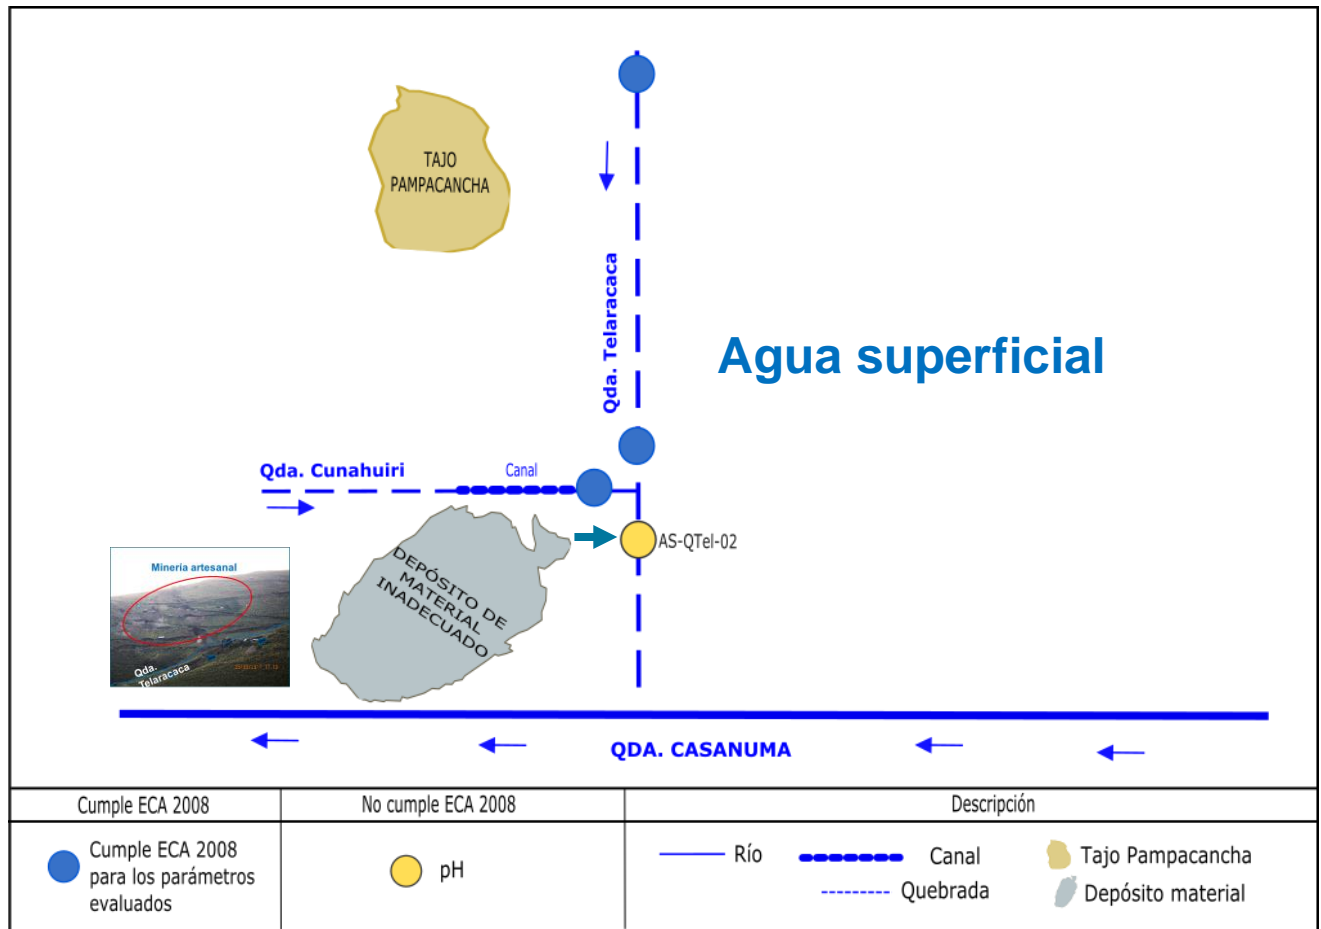 TAJO
PAMPACANCHA
Qda. Telaracaca
Agua superficial
Qda. Cunahuiri
Canal
AS-QTel-02
DEPÓSITO DE
MATERIAL
INADECUADO
Minería artesanal
Qda.
Telaracaca
QDA. CASANUMA
Cumple ECA 2008
No cumple ECA 2008
Descripción
Cumple ECA 2008
para los parámetros
evaluados
pH
Río
Canal
Tajo Pampacancha
Quebrada
Depósito material